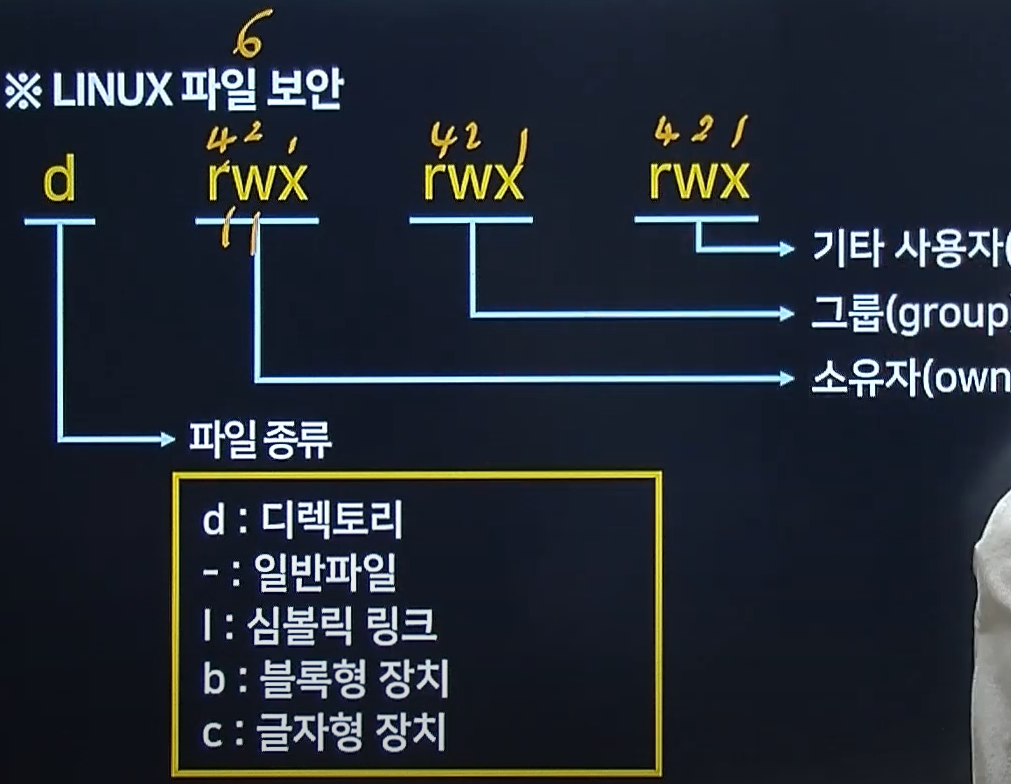 6
※ LINUX 파일 보안
4 2 1 4 2 1 4 2 1
d rwx rwx rwx
1 1
기타 사용자(
그룹(group)
소유자(own
파일 종류
d : 디렉토리
- : 일반파일
l : 심볼릭 링크
b : 블록형 장치
c : 글자형 장치